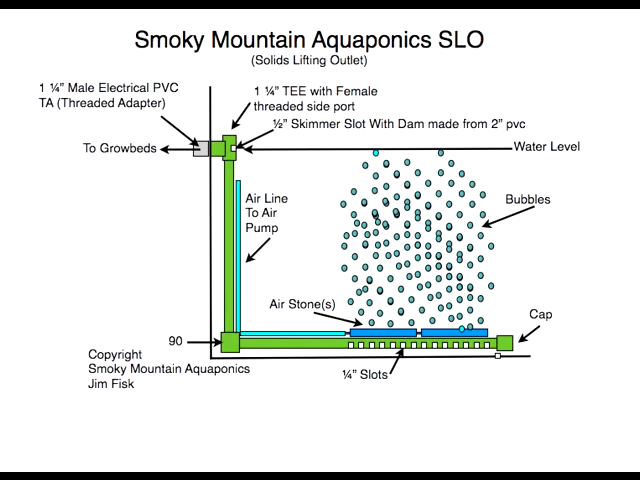 Smoky Mountain Aquaponics SLO
(Solids Lifting Outlet)
1 ¼” Male Electrical PVC
TA (Threaded Adapter)
1 ¼” TEE with Female
threaded side port
½” Skimmer Slot With Dam made from 2” pvc
To Growbeds
Water Level
Air Line
To Air
Pump
Bubbles
Air Stone(s)
Cap
90
Copyright
Smoky Mountain Aquaponics
Jim Fisk
¼” Slots